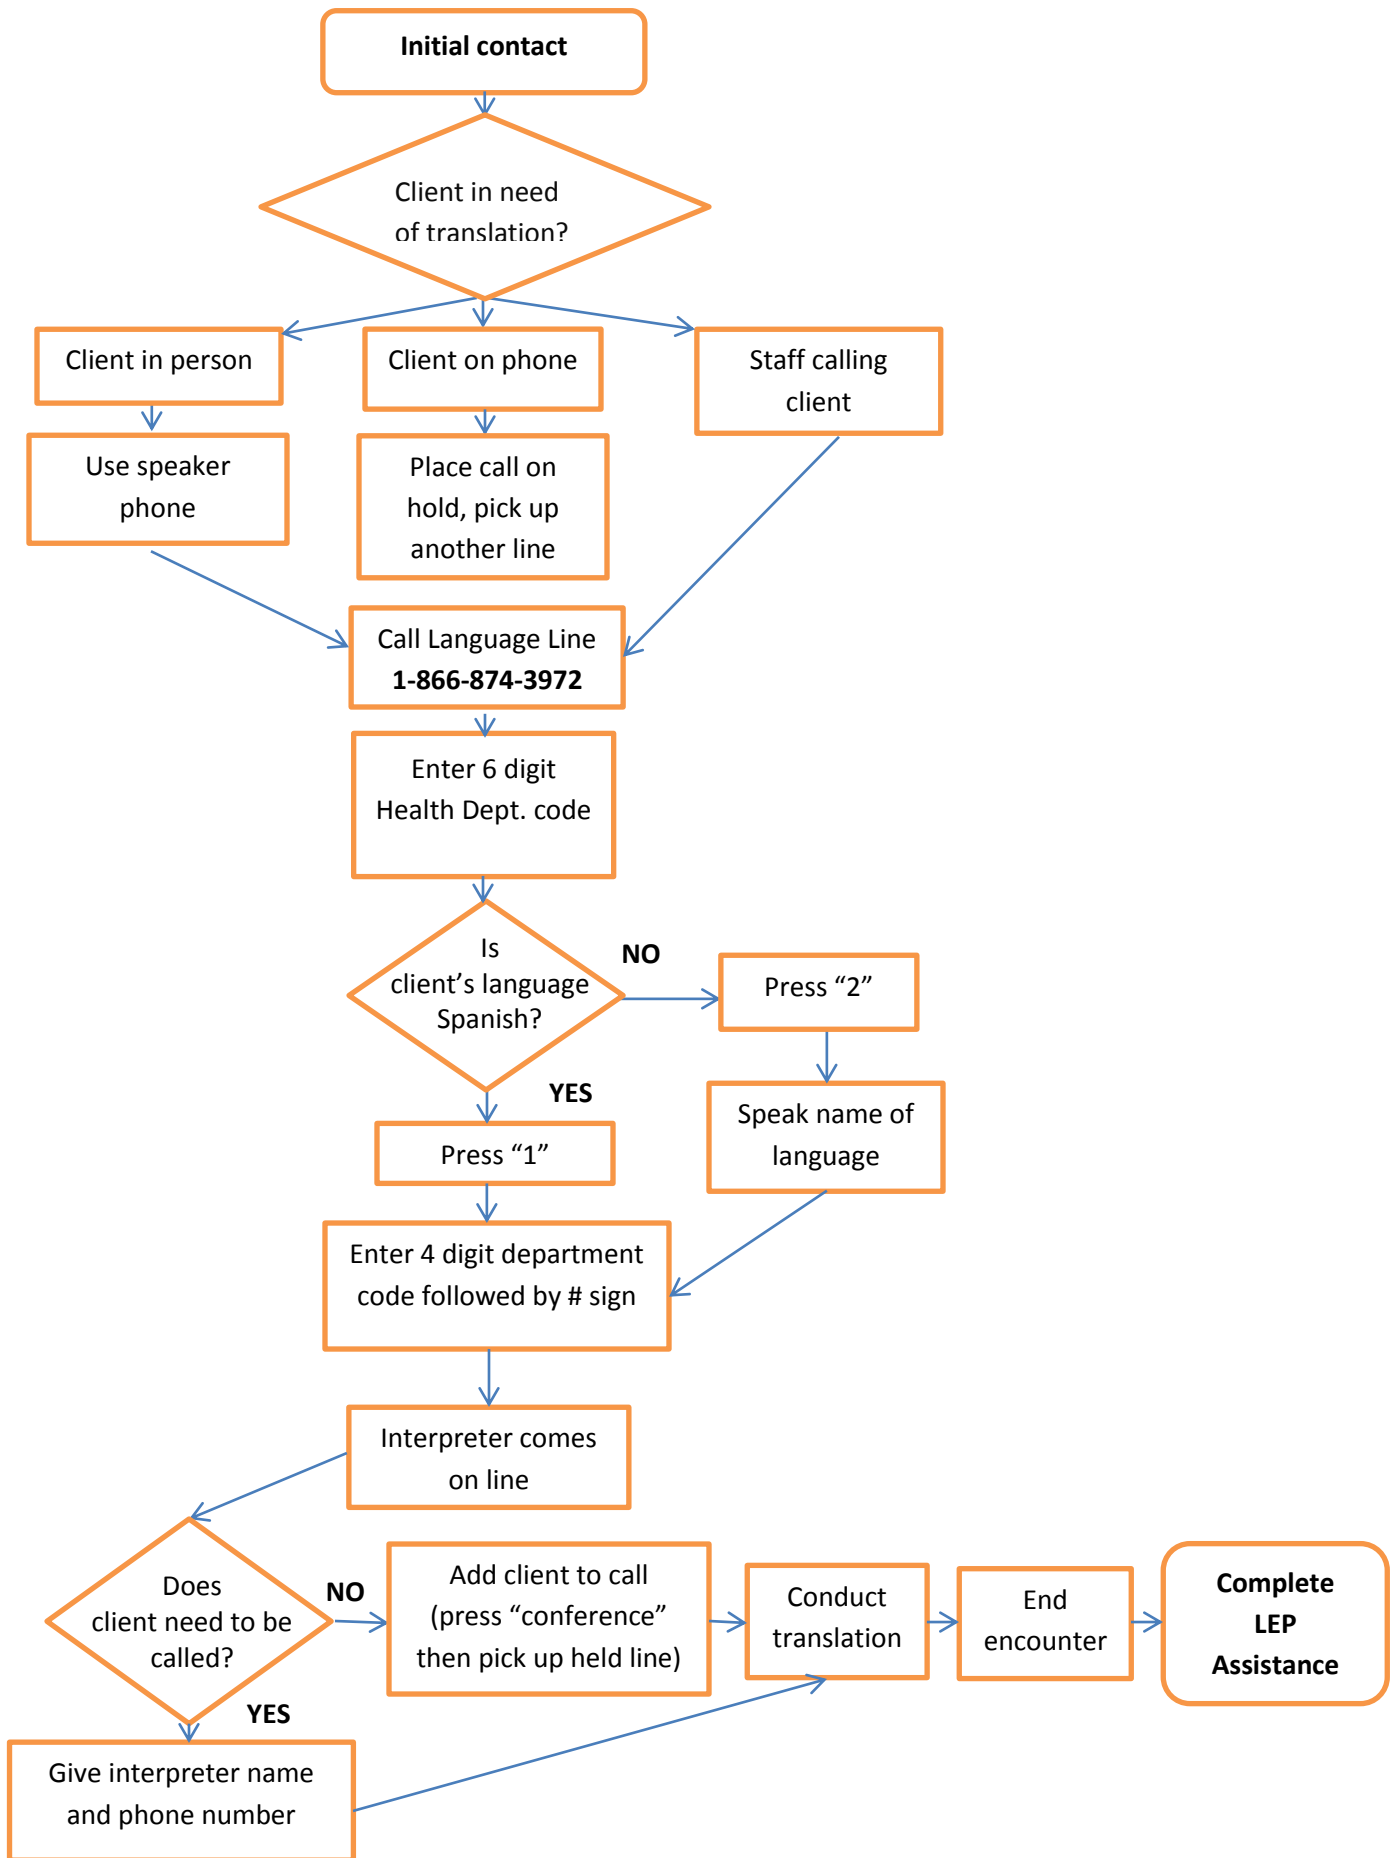 Initial contact
Client in need
of translation?
Client in person
Client on phone
Staff calling
client
Use speaker
phone
Place call on
hold, pick up
another line
Call Language Line
1-866-874-3972
Enter 6 digit
Health Dept. code
Is
client’s language
Spanish?
NO
Press “2”
YES
Speak name of
language
Press “1”
Enter 4 digit department
code followed by # sign
Interpreter comes
on line
Does
client need to be
called?
NO
Add client to call
(press “conference”
then pick up held line)
Conduct
translation
End
encounter
Complete
LEP
Assistance
YES
Give interpreter name
and phone number